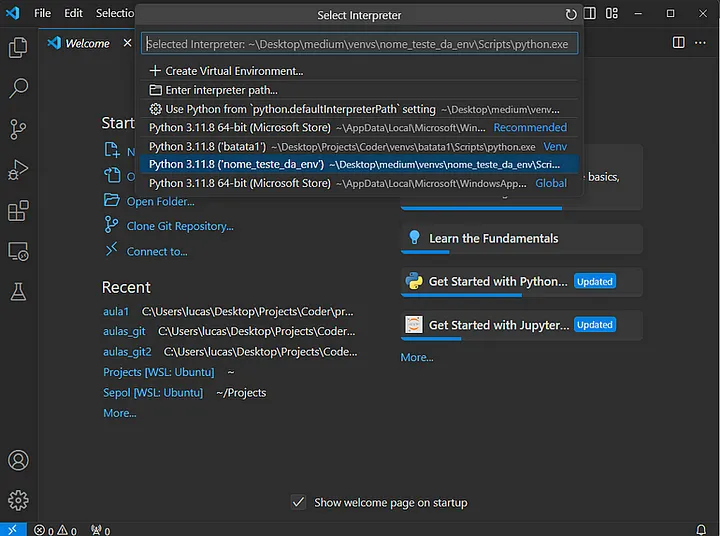 File Edit Selectio
Select Interpreter
Welcome
Selected Interpreter: ~\Desktop\medium\venvs\nome_teste_da_env\Scripts\python.exe
Create Virtual Environment...
Enter interpreter path...
Use Python from `python.defaultInterpreterPath` setting ~\Desktop\medium\venv...
Python 3.11.8 64-bit (Microsoft Store) ~\AppData\Local\Microsoft\Win... Recommended
Python 3.11.8 ('batata1') ~\Desktop\Projects\Coder\venvs\batata1\Scripts\python.exe Venv
Python 3.11.8 ('nome_teste_da_env') ~\Desktop\medium\venvs\nome_teste_da_env\Scri...
Python 3.11.8 64-bit (Microsoft Store) ~\AppData\Local\Microsoft\WindowsApp... Global
Start
N
O
basics,
Open Folder...
Clone Git Repository...
Connect to...
Learn the Fundamentals
Get Started with Python... Updated
Get Started with Jupyter... Updated
More...
Recent
aula1 C:\Users\lucas\Desktop\Projects\Coder\pr...
aulas_git C:\Users\lucas\Desktop\Projects\Coder...
aulas_git2 C:\Users\lucas\Desktop\Projects\Code...
Projects [WSL: Ubuntu] ~
Sepol [WSL: Ubuntu] ~/Projects
More...
Show welcome page on startup
0 0 0